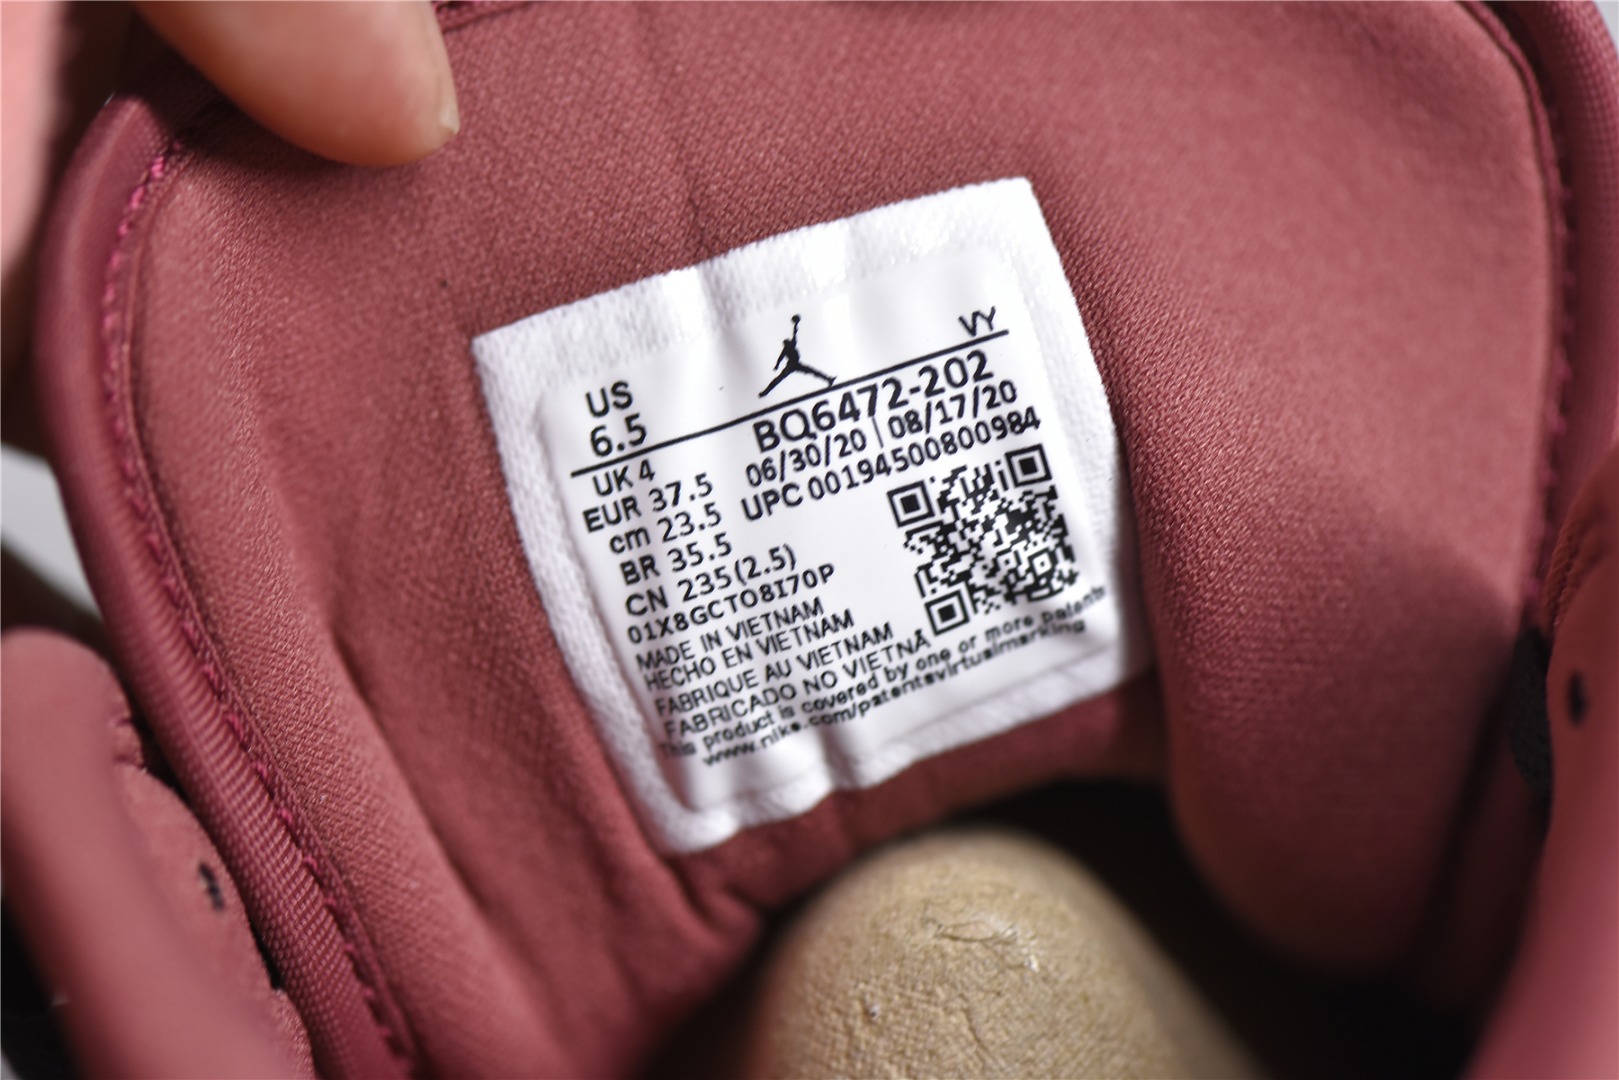 VY
US
6.5
BQ6472-202
06/30/20 | 08/17/20
UPC 00194500800984
UK 4
EUR 37.5
cm 23.5
BR 35.5
CN 235(2.5)
01X8GCTO8I70P
MADE IN VIETNAM
HECHO EN VIETNAM
FABRIQUE AU VIETNAM
FABRICADO NO VIETNÃ
This product is covered by one or more patents
www.nike.com/patentsvirtualmarking